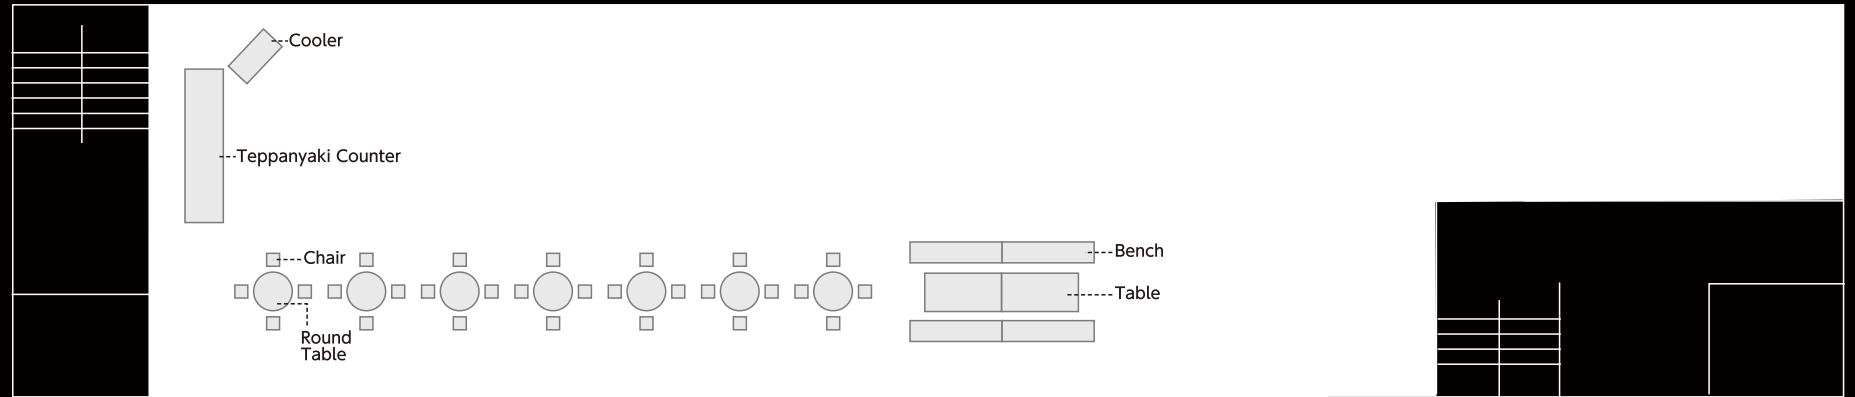 Cooler
Teppanyaki Counter
Chair
Round
Table
Bench
Table